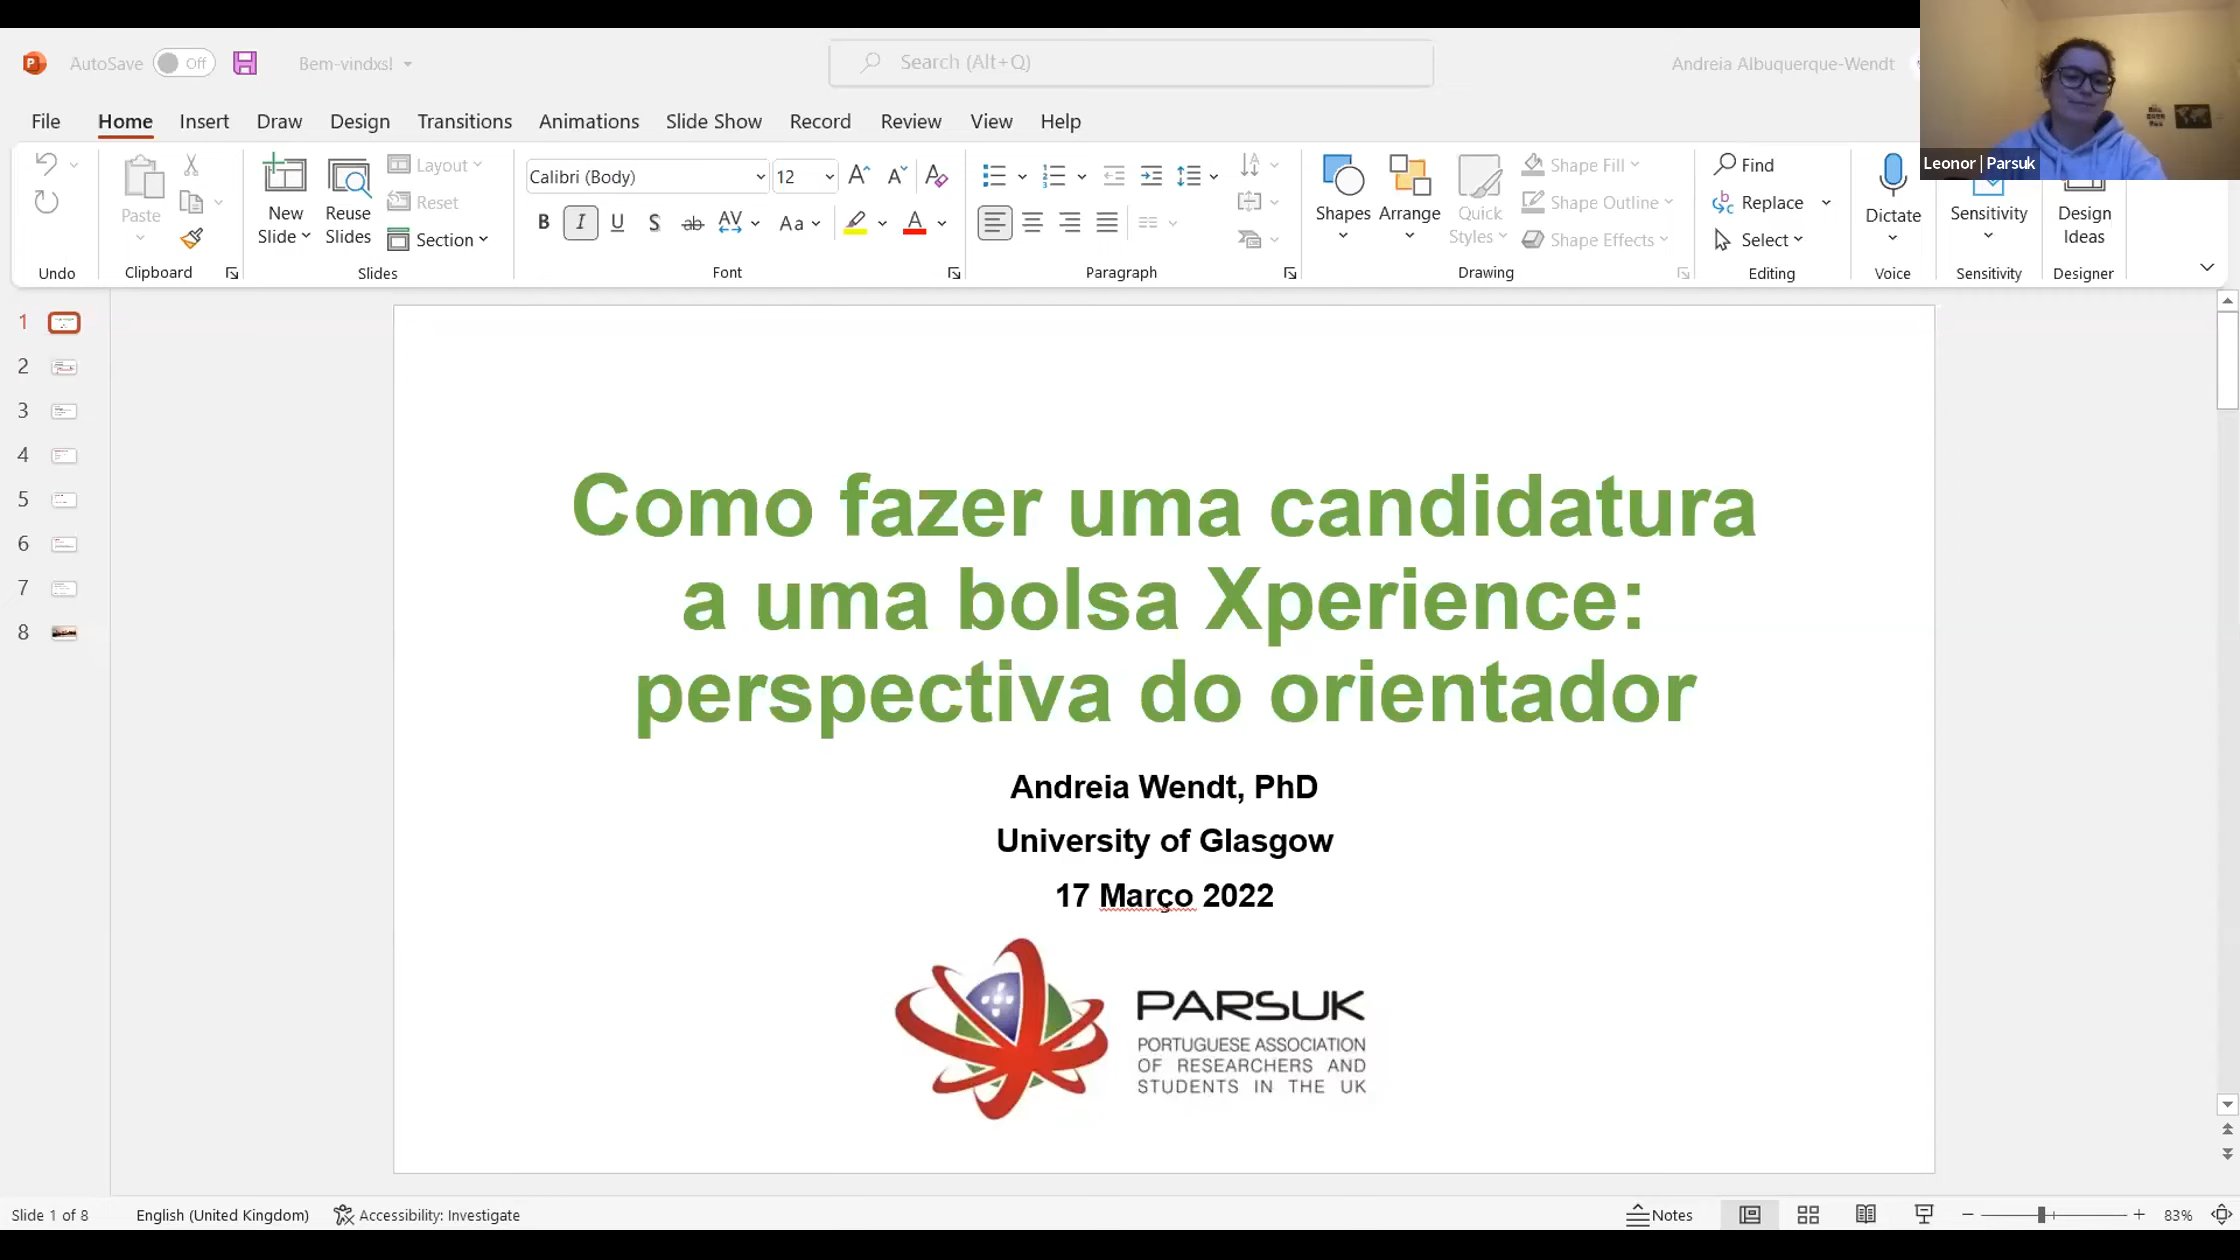 AutoSave
Off
Bem-vindxs!
Search (Alt+Q)
Andreia Albuquerque-Wendt
File
Home
Insert
Draw
Design
Transitions
Animations
Slide Show
Record
Review
View
Help
Leonor | Parsuk
Paste
New Slide
Reuse Slides
Layout
Reset
Section
Calibri (Body)
12
Shapes
Arrange
Quick Styles
Shape Fill
Shape Outline
Shape Effects
Find
Replace
Select
Dictate
Sensitivity
Design Ideas
Undo
Clipboard
Slides
Font
Paragraph
Drawing
Editing
Voice
Sensitivity
Designer
1
2
3
4
5
6
7
8
Como fazer uma candidatura
a uma bolsa Xperience:
perspectiva do orientador
Andreia Wendt, PhD
University of Glasgow
17 Março 2022
PARSUK
PORTUGUESE ASSOCIATION
OF RESEARCHERS AND
STUDENTS IN THE UK
Slide 1 of 8
English (United Kingdom)
Accessibility: Investigate
Notes
83%